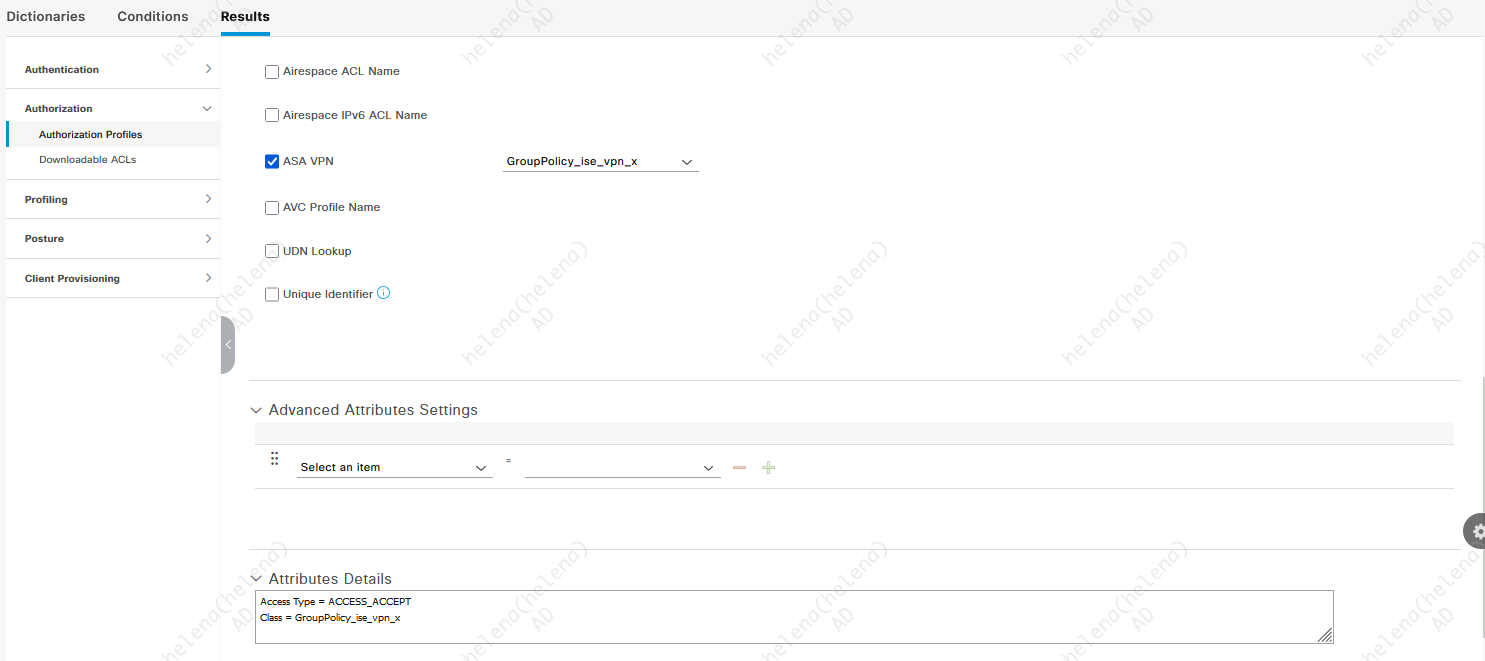 Dictionaries Conditions Results
Authentication
Authorization
Authorization Profiles
Downloadable ACLs
Profiling
Posture
Client Provisioning
Airespace ACL Name
Airespace IPv6 ACL Name
ASA VPN GroupPolicy_ise_vpn_x
AVC Profile Name
UDN Lookup
Unique Identifier
Advanced Attributes Settings
Select an item =
Attributes Details
Access Type = ACCESS_ACCEPT
Class = GroupPolicy_ise_vpn_x
helena(helena)
AD